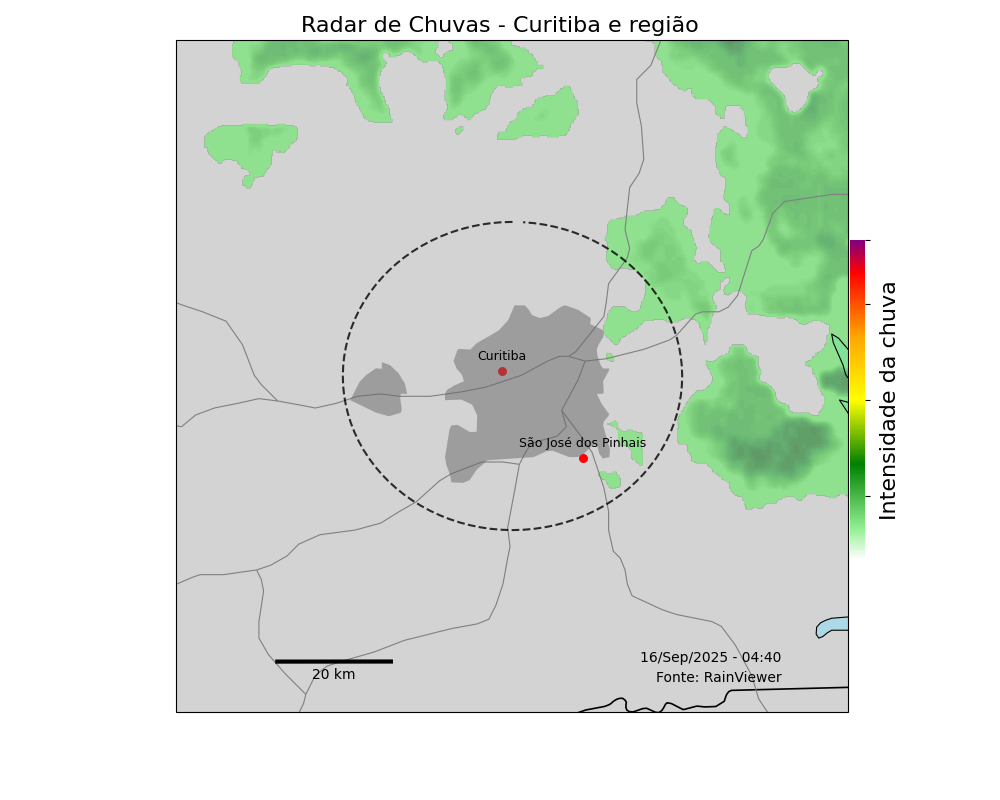 Radar de Chuvas - Curitiba e região
Curitiba
São José dos Pinhais
Intensidade da chuva
16/Sep/2025 - 04:40
20 km
Fonte: RainViewer